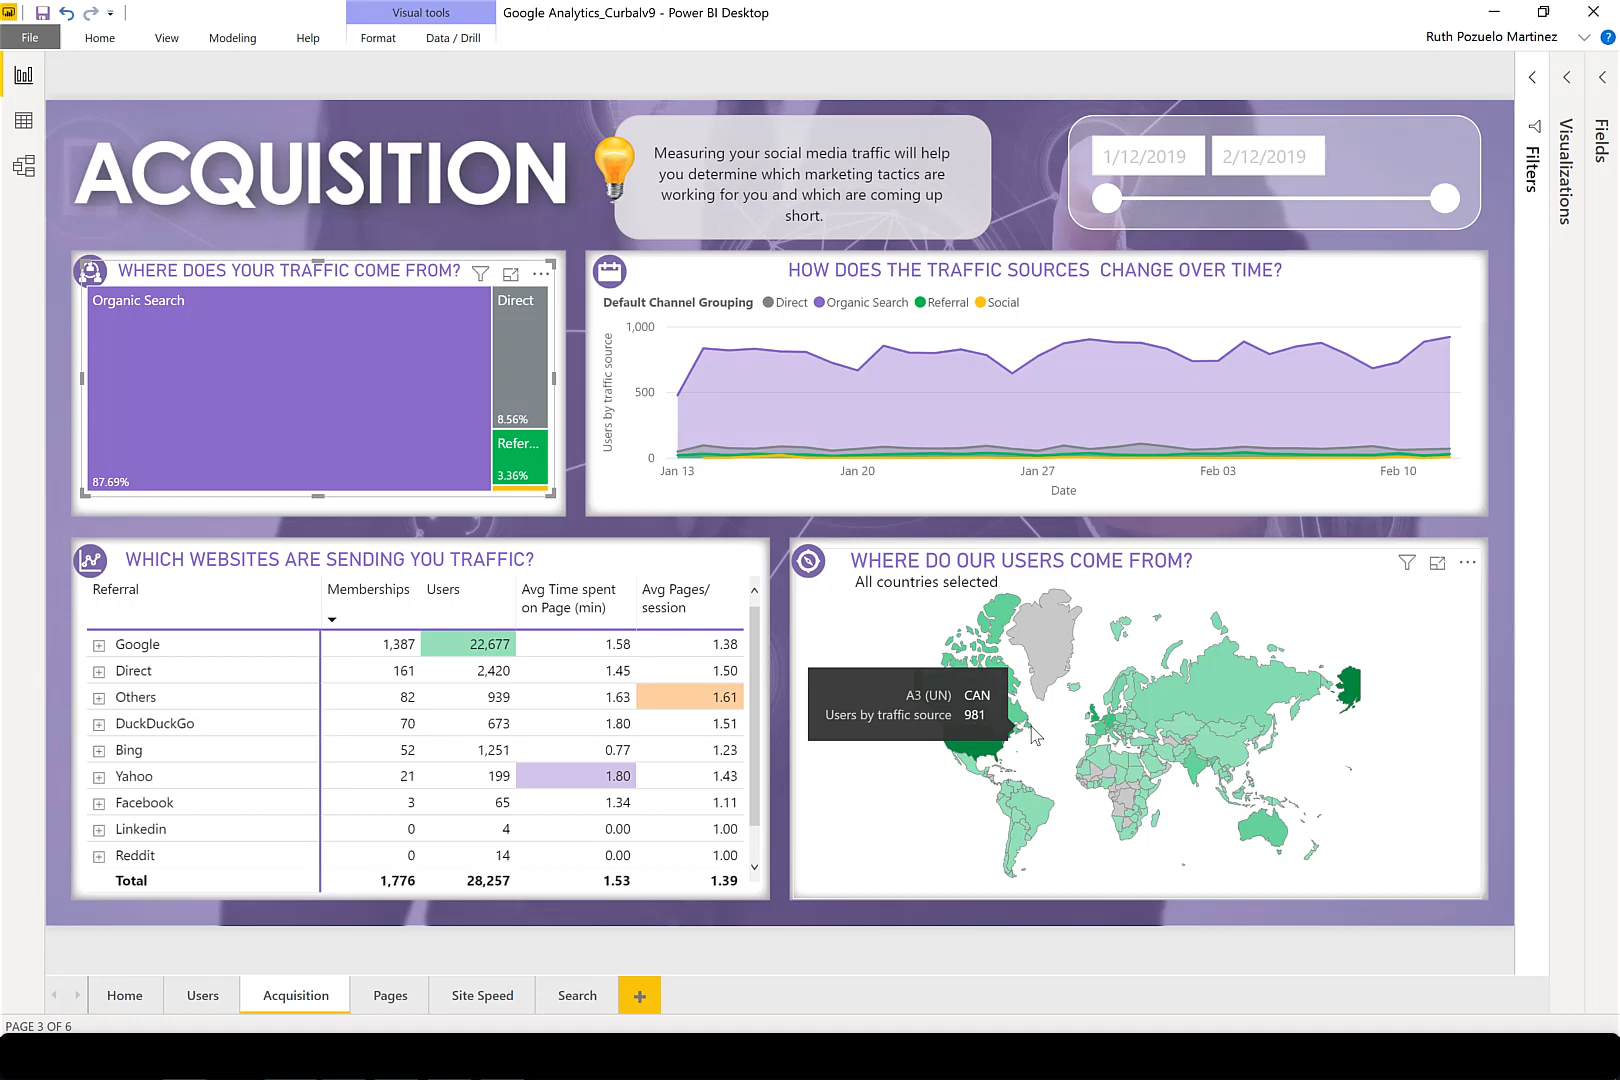 Visual tools
Google Analytics_Curbalv9 - Power BI Desktop
File
Home
View
Modeling
Help
Format
Data / Drill
Ruth Pozuelo Martinez
?
ACQUISITION
Measuring your social media traffic will help
you determine which marketing tactics are
working for you and which are coming up
short.
1/12/2019
2/12/2019
Filters
Visualizations
Fields
WHERE DOES YOUR TRAFFIC COME FROM?
Organic Search
87.69%
Direct
8.56%
Refer...
3.36%
HOW DOES THE TRAFFIC SOURCES CHANGE OVER TIME?
Default Channel Grouping Direct Organic Search Referral Social
Users by traffic source
1,000
500
0
Jan 13 Jan 20 Jan 27 Feb 03 Feb 10
Date
WHICH WEBSITES ARE SENDING YOU TRAFFIC?
Referral Memberships Users Avg Time spent on Page (min) Avg Pages/ session
Google 1,387 22,677 1.58 1.38
Direct 161 2,420 1.45 1.50
Others 82 939 1.63 1.61
DuckDuckGo 70 673 1.80 1.51
Bing 52 1,251 0.77 1.23
Yahoo 21 199 1.80 1.43
Facebook 3 65 1.34 1.11
Linkedin 0 4 0.00 1.00
Reddit 0 14 0.00 1.00
Total 1,776 28,257 1.53 1.39
WHERE DO OUR USERS COME FROM?
All countries selected
A3 (UN) CAN
Users by traffic source 981
Home
Users
Acquisition
Pages
Site Speed
Search
+
PAGE 3 OF 6